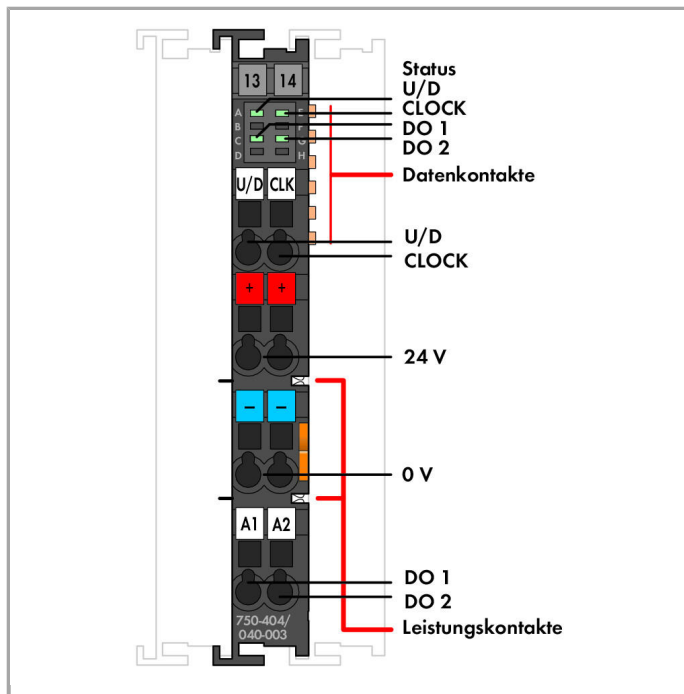 13 14
Status
U/D
CLOCK
DO 1
DO 2
A E
B F
C G
D H
Datenkontakte
U/D CLK
U/D
CLOCK
+ +
24 V
− −
0 V
A1 A2
DO 1
DO 2
750-404/
040-003
Leistungskontakte